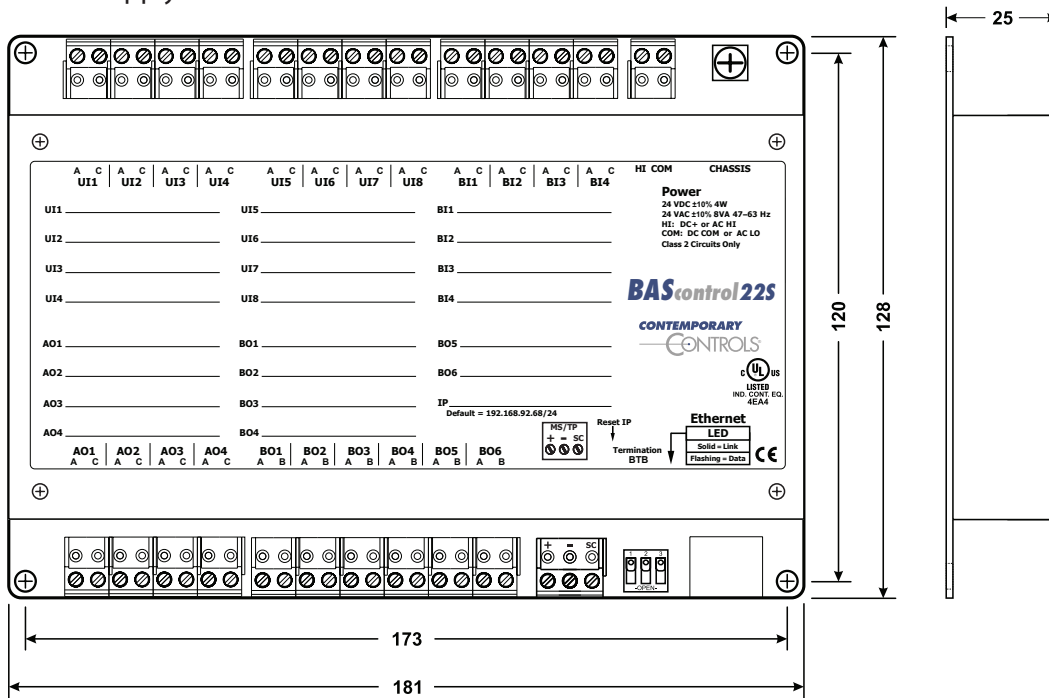 25
A C A C A C A C A C A C A C A C A C A C A C A C HI COM CHASSIS
UI1 UI2 UI3 UI4 UI5 UI6 UI7 UI8 BI1 BI2 BI3 BI4
Power
24 VDC ±10% 4W
24 VAC ±10% 8VA 47–63 Hz
HI: DC+ or AC HI
COM: DC COM or AC LO
Class 2 Circuits Only
UI1 UI5 BI1
UI2 UI6 BI2
UI3 UI7 BI3
UI4 UI8 BI4
BAScontrol22S
CONTEMPORARY
CONTROLS®
AO1 BO1 BO5
AO2 BO2 BO6
AO3 BO3 IP
Default = 192.168.92.68/24
AO4 BO4
C UL US
LISTED
IND. CONT. EQ.
4EA4
MS/TP
+ – SC
Reset IP
Termination
BTB
Ethernet
LED
Solid = Link
Flashing = Data
CE
AO1 AO2 AO3 AO4 BO1 BO2 BO3 BO4 BO5 BO6
A C A C A C A C A B A B A B A B A B A B
+ – SC
1 2 3
-OPEN-
120
128
173
181